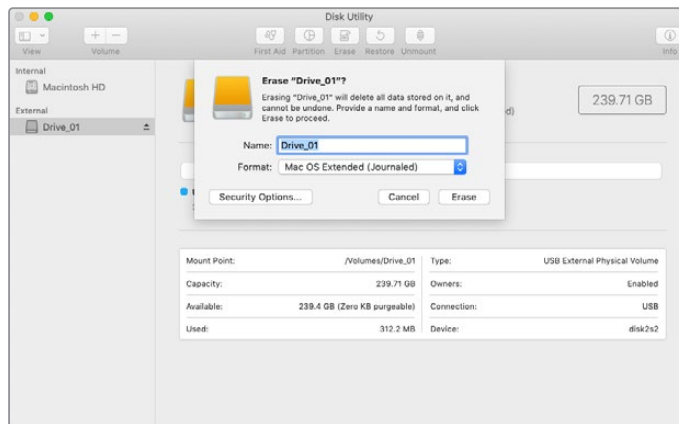 Disk Utility
View
Volume
First Aid Partition Erase Restore Unmount
Info
Internal
Macintosh HD
External
Drive_01
Erase “Drive_01”?
Erasing “Drive_01” will delete all data stored on it, and
cannot be undone. Provide a name and format, and click
Erase to proceed.
d)
239.71 GB
Name: Drive_01
Format: Mac OS Extended (Journaled)
Security Options...
Cancel
Erase
Mount Point: /Volumes/Drive_01
Type: USB External Physical Volume
Capacity: 239.71 GB
Owners: Enabled
Available: 239.4 GB (Zero KB purgeable)
Connection: USB
Used: 312.2 MB
Device: disk2s2